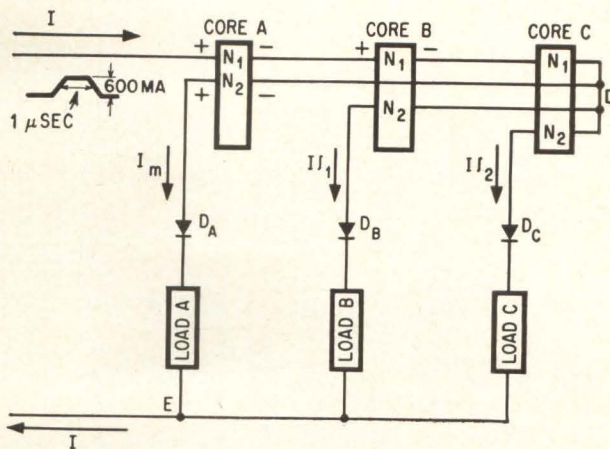 I
CORE A
CORE B
CORE C
+ −
+ −
N1
N1
N1
N2
+ −
D
600 MA
1 μSEC
N2
N2
Im
I𝑓1
I𝑓2
DA
DB
DC
LOAD A
LOAD B
LOAD C
E
I